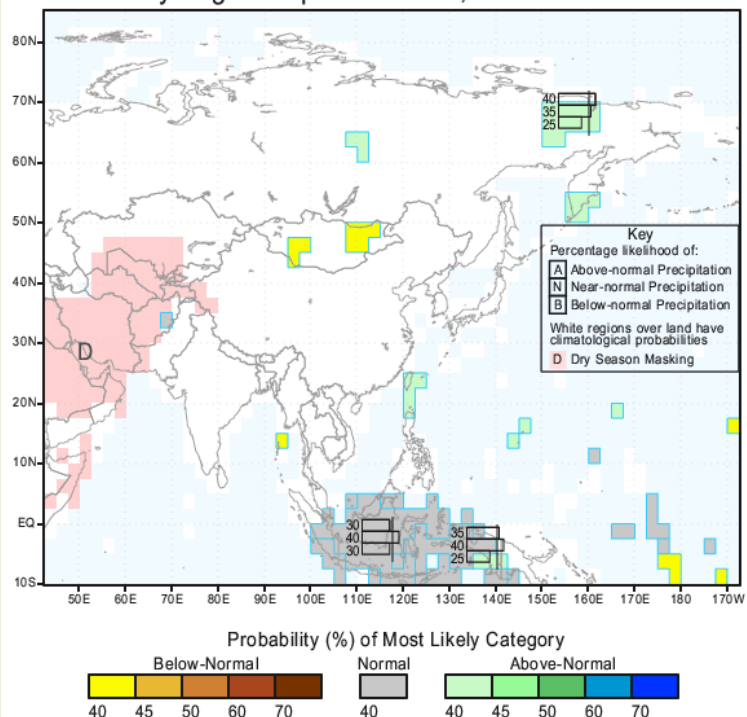 80N
70N
60N
50N
40N
30N
20N
10N
EQ
10S
50E 60E 70E 80E 90E 100E 110E 120E 130E 140E 150E 160E 170E 180 170W
40
35
25
D
30
40
30
35
40
25
Key
Percentage likelihood of:
A Above-normal Precipitation
N Near-normal Precipitation
B Below-normal Precipitation
White regions over land have
climatological probabilities
D Dry Season Masking
Probability (%) of Most Likely Category
Below-Normal Normal Above-Normal
40 45 50 60 70 40 40 45 50 60 70